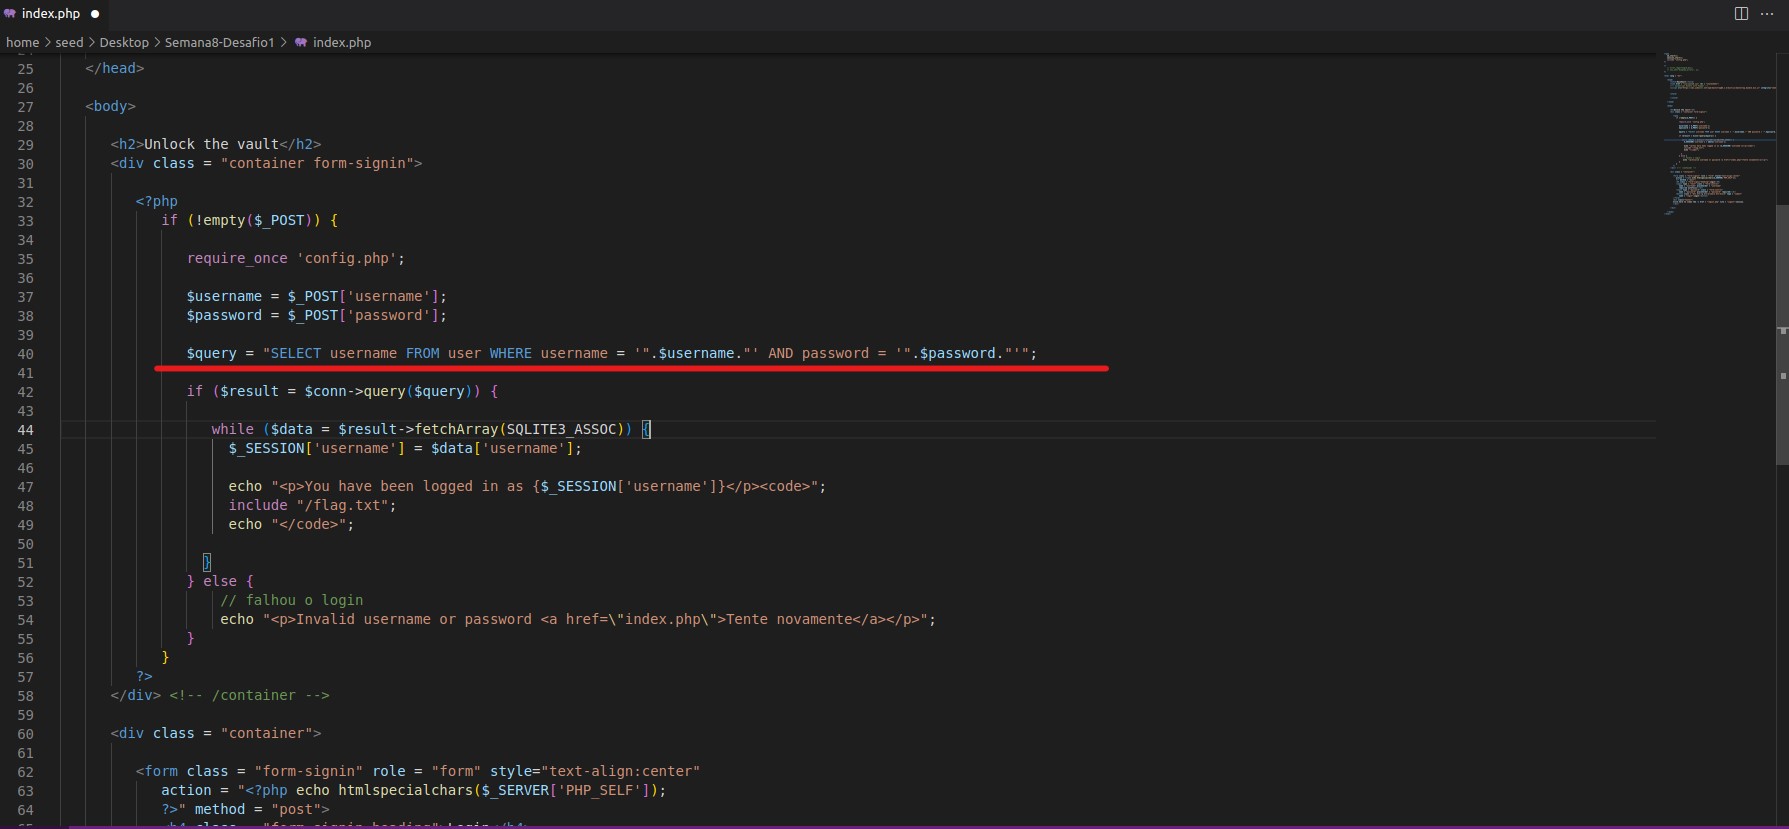 index.php ●
home > seed > Desktop > Semana8-Desafio1 > index.php
25 </head>
26
27 <body>
28
29 <h2>Unlock the vault</h2>
30 <div class = "container form-signin">
31
32 <?php
33 if (!empty($_POST)) {
34
35 require_once 'config.php';
36
37 $username = $_POST['username'];
38 $password = $_POST['password'];
39
40 $query = "SELECT username FROM user WHERE username = '".$username."' AND password = '".$password."'";
41
42 if ($result = $conn->query($query)) {
43
44 while ($data = $result->fetchArray(SQLITE3_ASSOC)) {
45 $_SESSION['username'] = $data['username'];
46
47 echo "<p>You have been logged in as {$_SESSION['username']}</p><code>";
48 include "/flag.txt";
49 echo "</code>";
50
51 }
52 } else {
53 // falhou o login
54 echo "<p>Invalid username or password <a href=\"index.php\">Tente novamente</a></p>";
55 }
56 }
57 ?>
58 </div> <!-- /container -->
59
60 <div class = "container">
61
62 <form class = "form-signin" role = "form" style="text-align:center"
63 action = "<?php echo htmlspecialchars($_SERVER['PHP_SELF']);
64 ?>" method = "post">